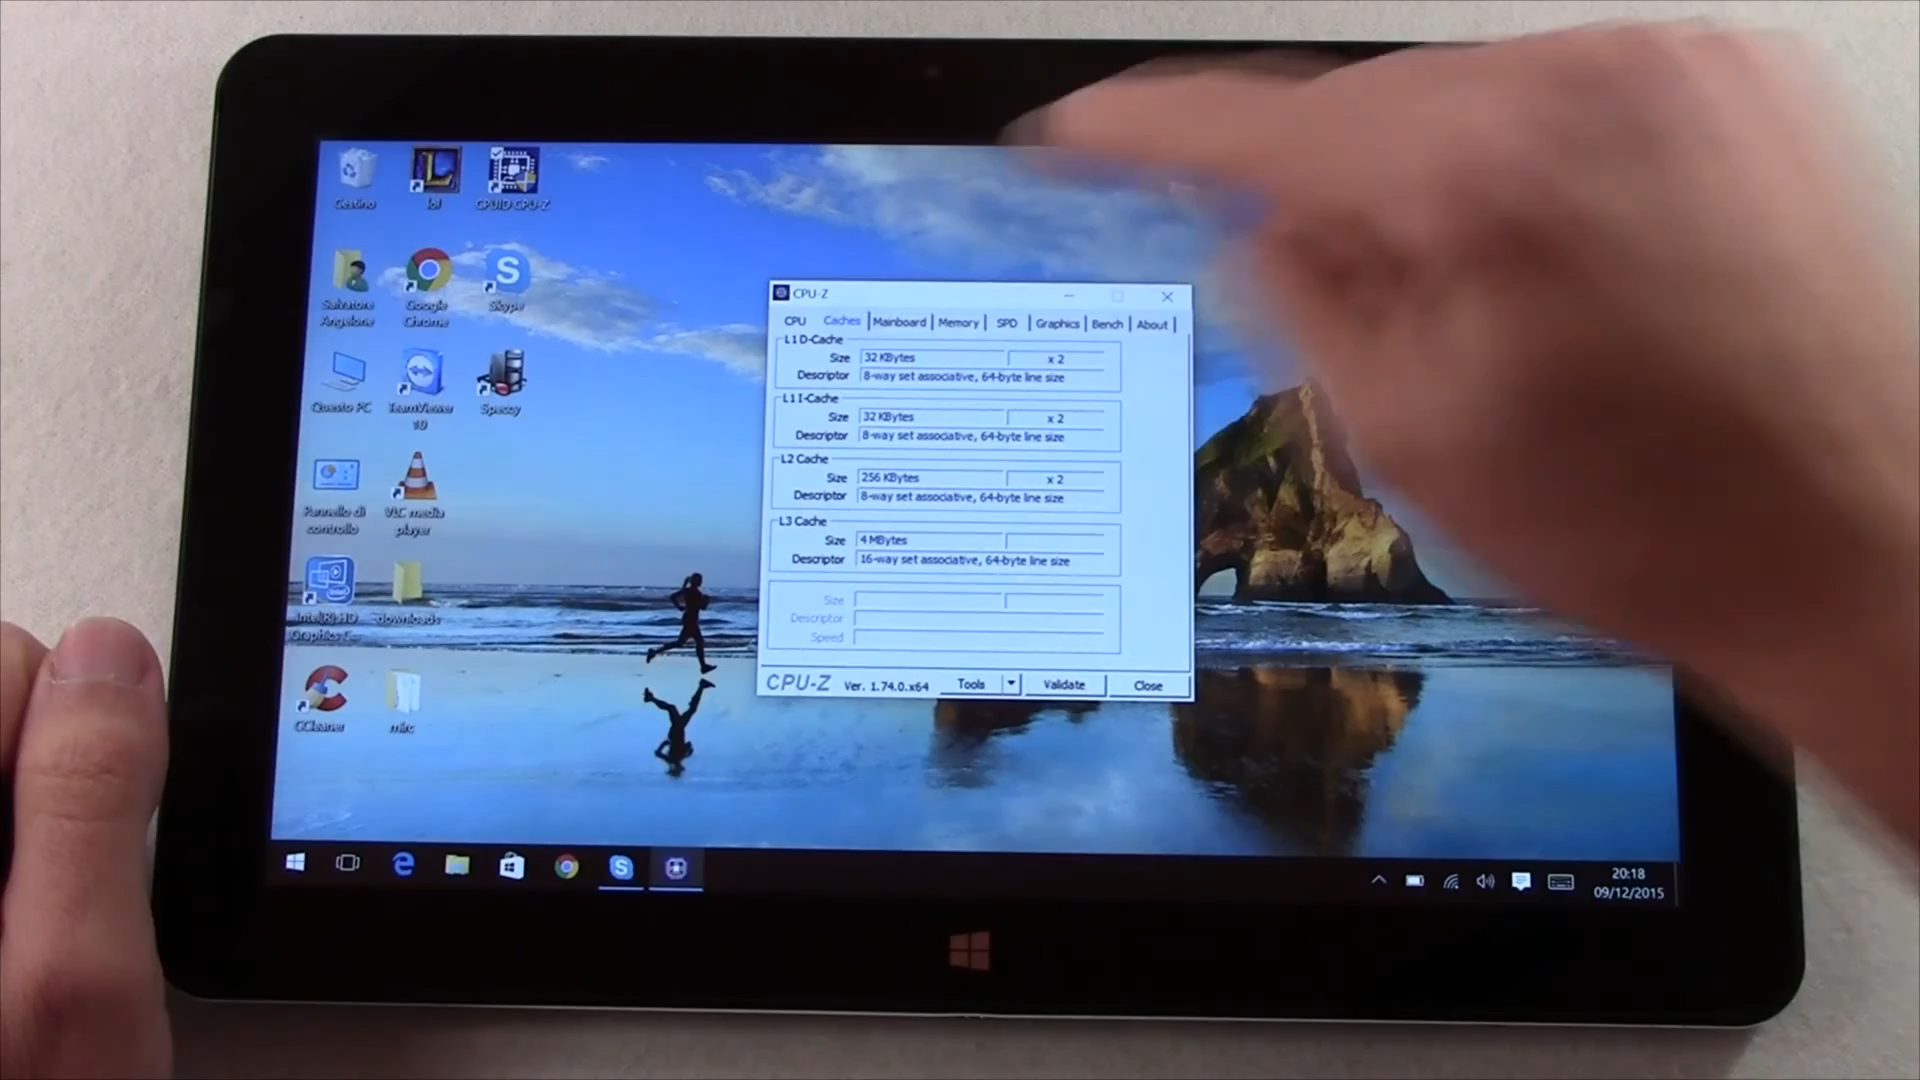 Cestino
lol
CPUID CPU-Z
Salvatore
Angelone
Google
Chrome
Skype
Questo PC
TeamViewer
10
Speccy
Pannello di
controllo
VLC media
player
Intel(R) HD
Graphics C...
downloads
CCleaner
mirc
CPU-Z
CPU
Caches
Mainboard
Memory
SPD
Graphics
Bench
About
L1 D-Cache
Size 32 KBytes x 2
Descriptor 8-way set associative, 64-byte line size
L1 I-Cache
Size 32 KBytes x 2
Descriptor 8-way set associative, 64-byte line size
L2 Cache
Size 256 KBytes x 2
Descriptor 8-way set associative, 64-byte line size
L3 Cache
Size 4 MBytes
Descriptor 16-way set associative, 64-byte line size
Size
Descriptor
Speed
CPU-Z Ver. 1.74.0.x64 Tools Validate Close
20:18
09/12/2015